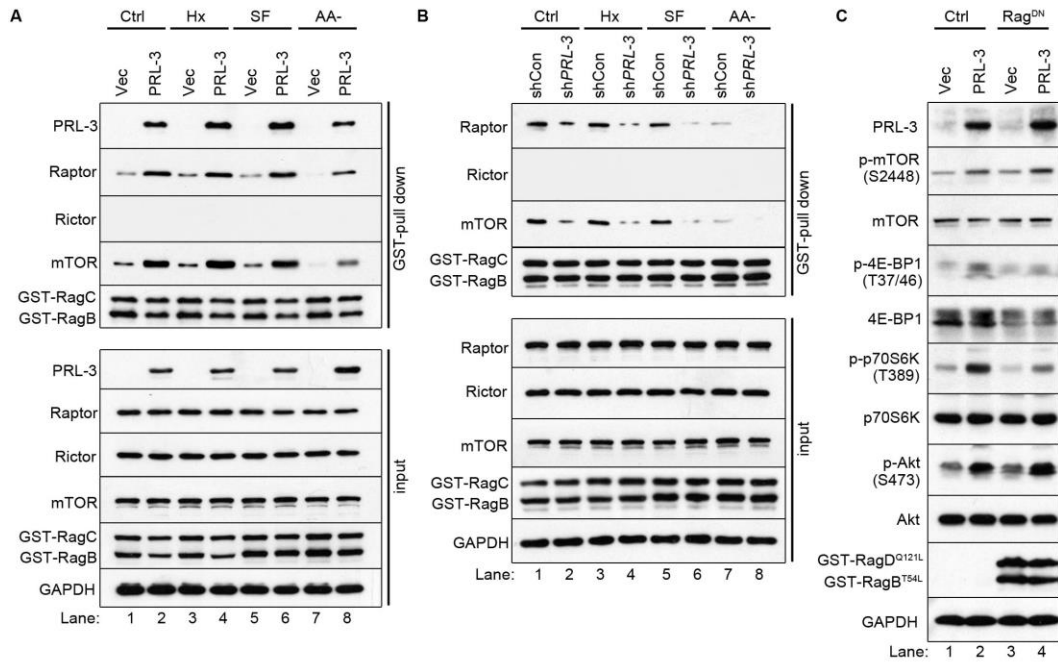 A
Ctrl Hx SF AA-
Vec PRL-3 Vec PRL-3 Vec PRL-3 Vec PRL-3
PRL-3
Raptor
Rictor
mTOR
GST-RagC
GST-RagB
GST-pull down
PRL-3
Raptor
Rictor
mTOR
GST-RagC
GST-RagB
GAPDH
input
Lane: 1 2 3 4 5 6 7 8
B
Ctrl Hx SF AA-
shCon shPRL-3 shCon shPRL-3 shCon shPRL-3 shCon shPRL-3
Raptor
Rictor
mTOR
GST-RagC
GST-RagB
GST-pull down
Raptor
Rictor
mTOR
GST-RagC
GST-RagB
GAPDH
input
Lane: 1 2 3 4 5 6 7 8
C
Ctrl RagDN
Vec PRL-3 Vec PRL-3
PRL-3
p-mTOR
(S2448)
mTOR
p-4E-BP1
(T37/46)
4E-BP1
p-p70S6K
(T389)
p70S6K
p-Akt
(S473)
Akt
GST-RagDQ121L
GST-RagBT54L
GAPDH
Lane: 1 2 3 4